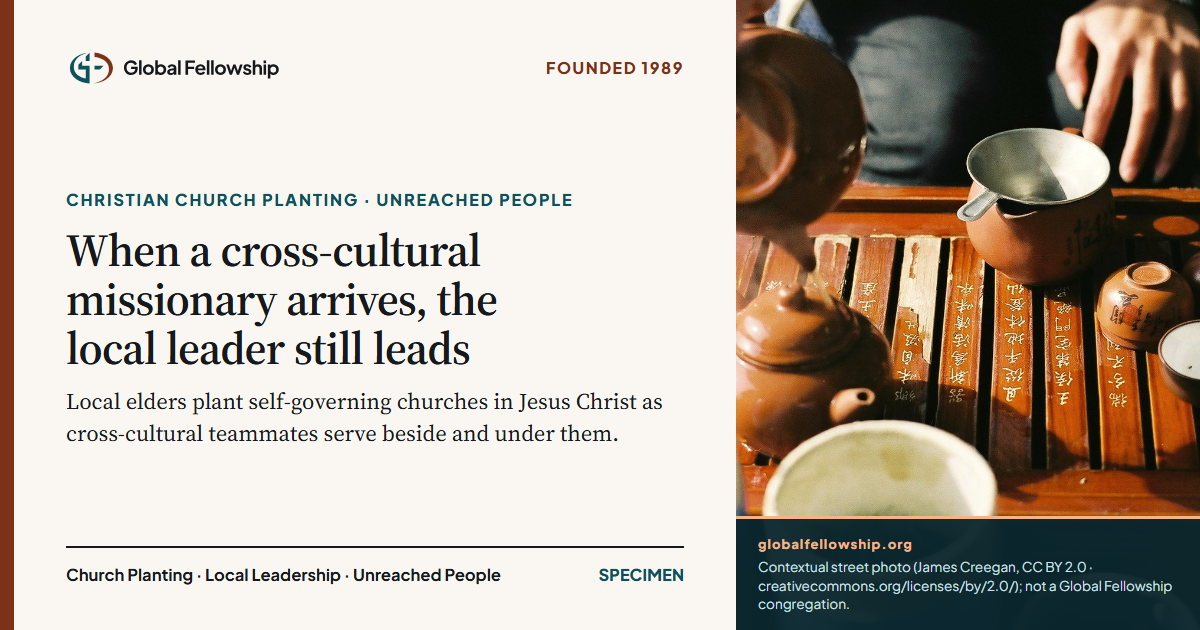 Global Fellowship
FOUNDED 1989
CHRISTIAN CHURCH PLANTING · UNREACHED PEOPLE
When a cross-cultural
missionary arrives, the
local leader still leads
Local elders plant self-governing churches in Jesus Christ as
cross-cultural teammates serve beside and under them.
Church Planting · Local Leadership · Unreached People
SPECIMEN
globalfellowship.org
Contextual street photo (James Creegan, CC BY 2.0 ·
creativecommons.org/licenses/by/2.0/); not a Global Fellowship
congregation.